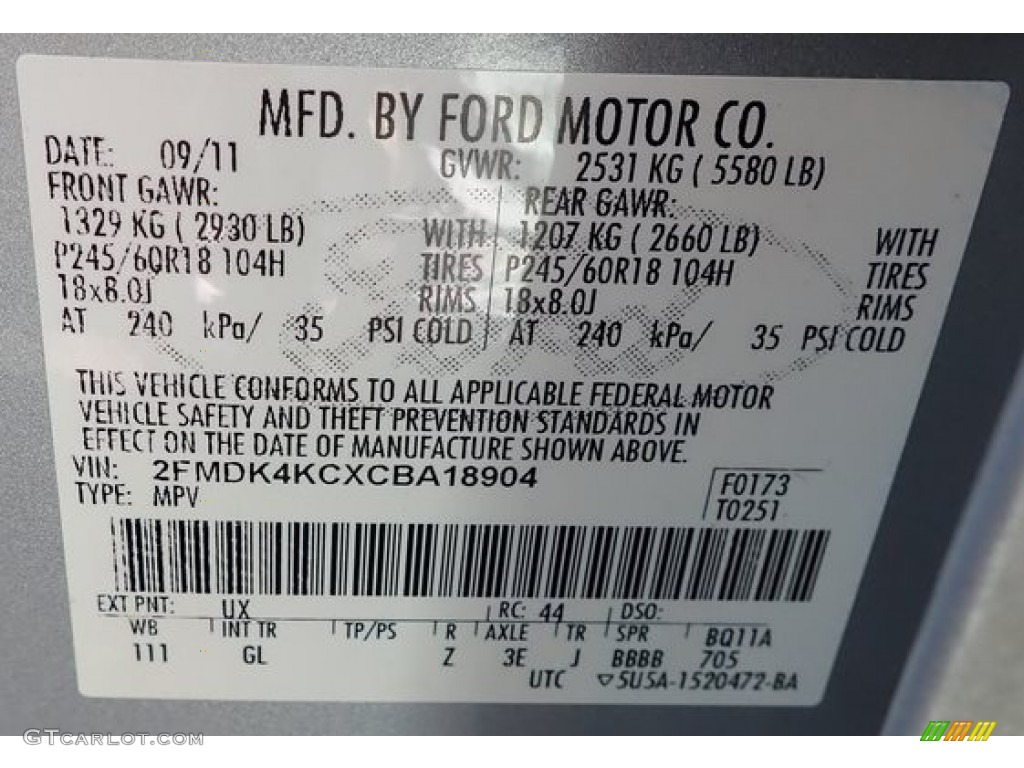 MFD. BY FORD MOTOR CO.
DATE: 09/11 GVWR: 2531 KG ( 5580 LB)
FRONT GAWR: REAR GAWR:
1329 KG ( 2930 LB) WITH 1207 KG ( 2660 LB) WITH
P245/60R18 104H TIRES P245/60R18 104H TIRES
18x8.0J RIMS 18x8.0J RIMS
AT 240 kPa/ 35 PSI COLD AT 240 kPa/ 35 PSI COLD
THIS VEHICLE CONFORMS TO ALL APPLICABLE FEDERAL MOTOR
VEHICLE SAFETY AND THEFT PREVENTION STANDARDS IN
EFFECT ON THE DATE OF MANUFACTURE SHOWN ABOVE.
VIN: 2FMDK4KCXCBA18904
TYPE: MPV
F0173
T0251
EXT PNT: UX RC: 44 DSO:
WB INT TR TP/PS R AXLE TR SPR BQ11A
111 GL Z 3E J BBBB 705
UTC ▽5U5A-1520472-BA
GTcarlot.com